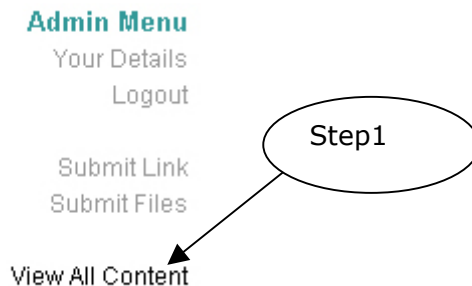 Admin Menu
Your Details
Logout
Step1
Submit Link
Submit Files
View All Content